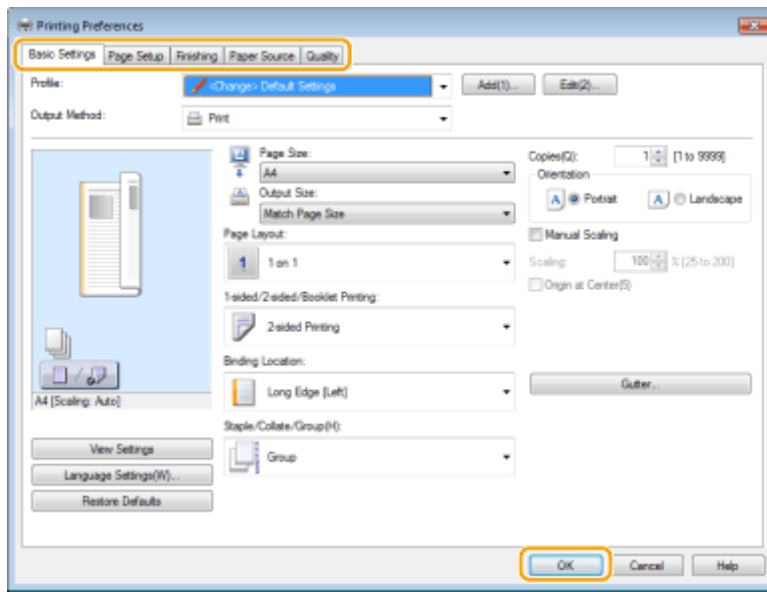 Printing Preferences
Basic Settings Page Setup Finishing Paper Source Quality
Profile: <Change> Default Settings Add(1)... Edit(2)...
Output Method: Print
Page Size: Copies(Q): 1 [1 to 9999]
A4 Orientation
Output Size: A Portrait A Landscape
Match Page Size
Page Layout: Manual Scaling
1 1 on 1 Scaling: 100 % [25 to 200]
Origin at Center(5)
1-sided/2-sided/Booklet Printing:
2-sided Printing
Binding Location:
Long Edge [Left] Gutter...
A4 [Scaling: Auto]
Staple/Collate/Group(H):
View Settings Group
Language Settings(W)...
Restore Defaults
OK Cancel Help